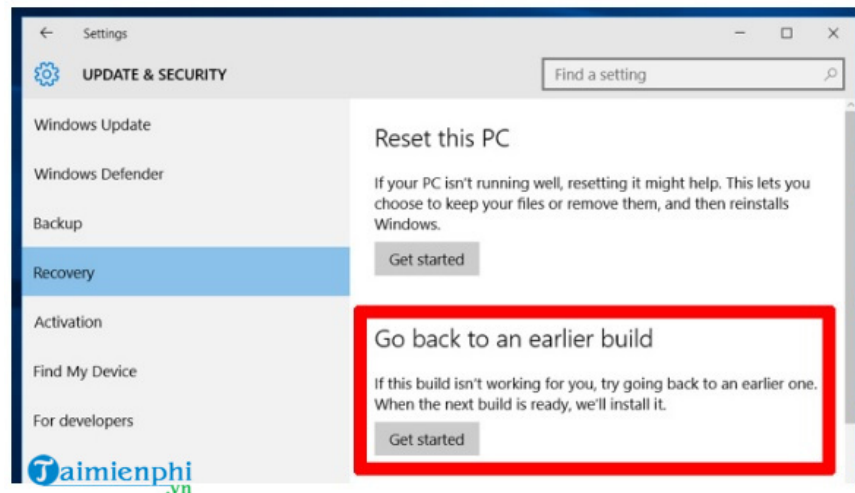 Settings
UPDATE & SECURITY
Find a setting
Windows Update
Windows Defender
Backup
Recovery
Activation
Find My Device
For developers
Reset this PC
If your PC isn't running well, resetting it might help. This lets you
choose to keep your files or remove them, and then reinstalls
Windows.
Get started
Go back to an earlier build
If this build isn't working for you, try going back to an earlier one.
When the next build is ready, we'll install it.
Get started
Taimienphi
.vn